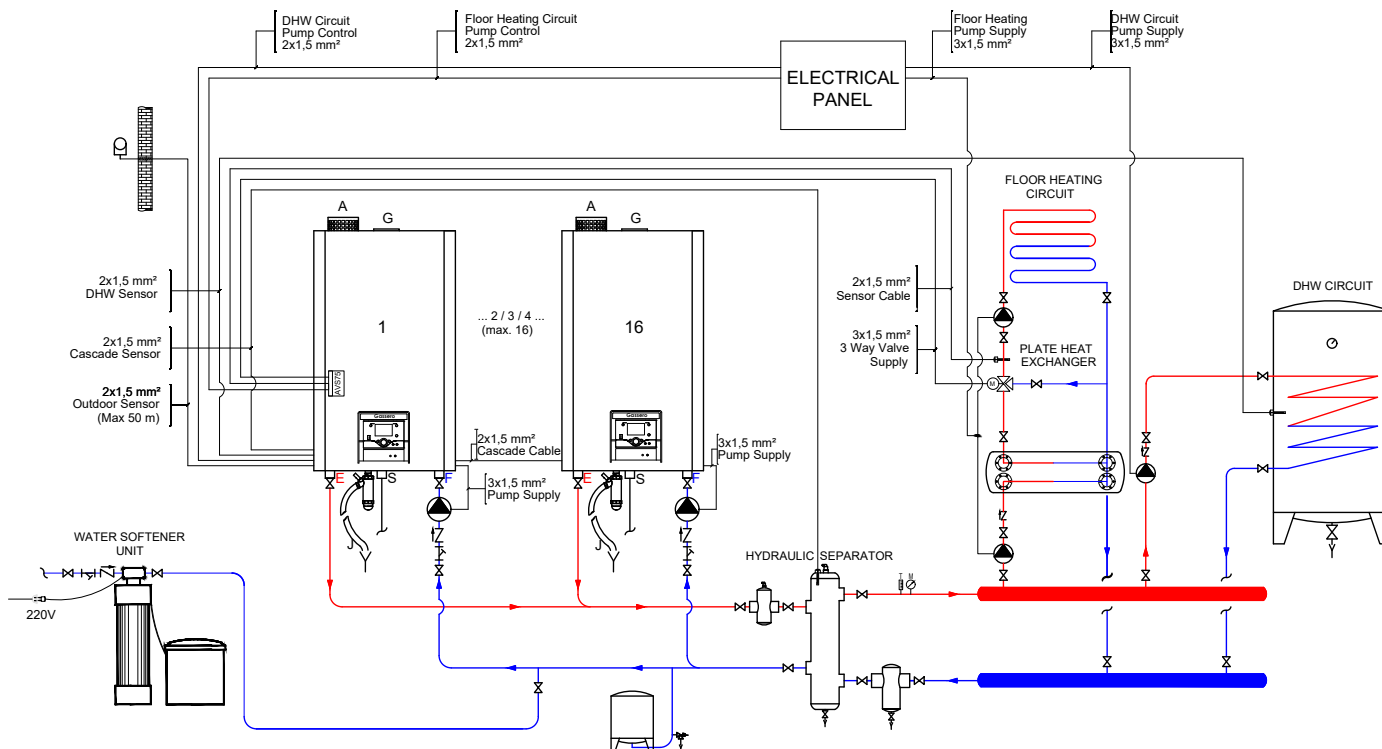 DHW Circuit
Pump Control
2x1,5 mm²
Floor Heating Circuit
Pump Control
2x1,5 mm²
Floor Heating
Pump Supply
3x1,5 mm²
DHW Circuit
Pump Supply
3x1,5 mm²
ELECTRICAL
PANEL
FLOOR HEATING
CIRCUIT
A
G
A
G
2x1,5 mm²
DHW Sensor
2x1,5 mm²
Sensor Cable
DHW CIRCUIT
1
... 2 / 3 / 4 ...
(max. 16)
16
2x1,5 mm²
Cascade Sensor
3x1,5 mm²
3 Way Valve
Supply
PLATE HEAT
EXCHANGER
M
AVS75
2x1,5 mm²
Outdoor Sensor
(Max 50 m)
Gassero
Gassero
2x1,5 mm²
Cascade Cable
3x1,5 mm²
Pump Supply
E
S
F
E
S
F
3x1,5 mm²
Pump Supply
J
J
WATER SOFTENER
UNIT
HYDRAULIC SEPARATOR
T
M
220V